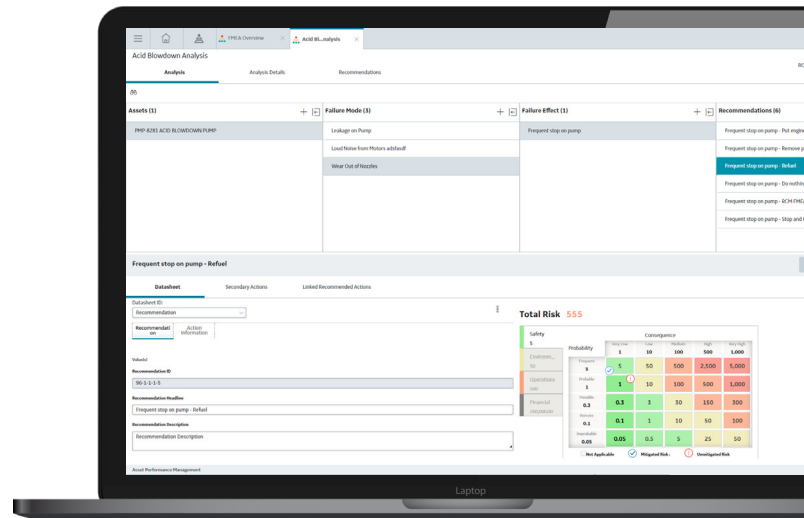 FMEA Overview
Acid Bl...nalysis
Acid Blowdown Analysis
Analysis
Analysis Details
Recommendations
RC
Assets (1)
Failure Mode (3)
Failure Effect (1)
Recommendations (6)
PMP-8281 ACID BLOWDOWN PUMP
Leakage on Pump
Frequent stop on pump
Frequent stop on pump - Put engine
Loud Noise from Motors adsfasdf
Frequent stop on pump - Remove p
Wear Out of Nozzles
Frequent stop on pump - Refuel
Frequent stop on pump - Do nothin
Frequent stop on pump - RCM FMEA
Frequent stop on pump - Stop and
Frequent stop on pump - Refuel
Datasheet
Secondary Actions
Linked Recommended Actions
Datasheet ID:
Recommendation
Recommendati
on
Action
Information
Value(s)
Recommendation ID
Recommendation Headline
Frequent stop on pump - Refuel
Recommendation Description
Recommendation Description
Asset Performance Management
Total Risk 555
Safety
5
Environm...
50
Operations
500
Financial
Consequence
Probability
Very Low
Low
Medium
High
Very High
1
10
100
500
1,000
Frequent
5
5
50
500
2,500
5,000
Probable
1
1
10
100
500
1,000
Possible
0.3
0.3
3
30
150
300
Remote
0.1
0.1
1
10
50
100
Improbable
0.05
0.05
0.5
5
25
50
Not Applicable
Mitigated Risk
Unmitigated Risk
Laptop